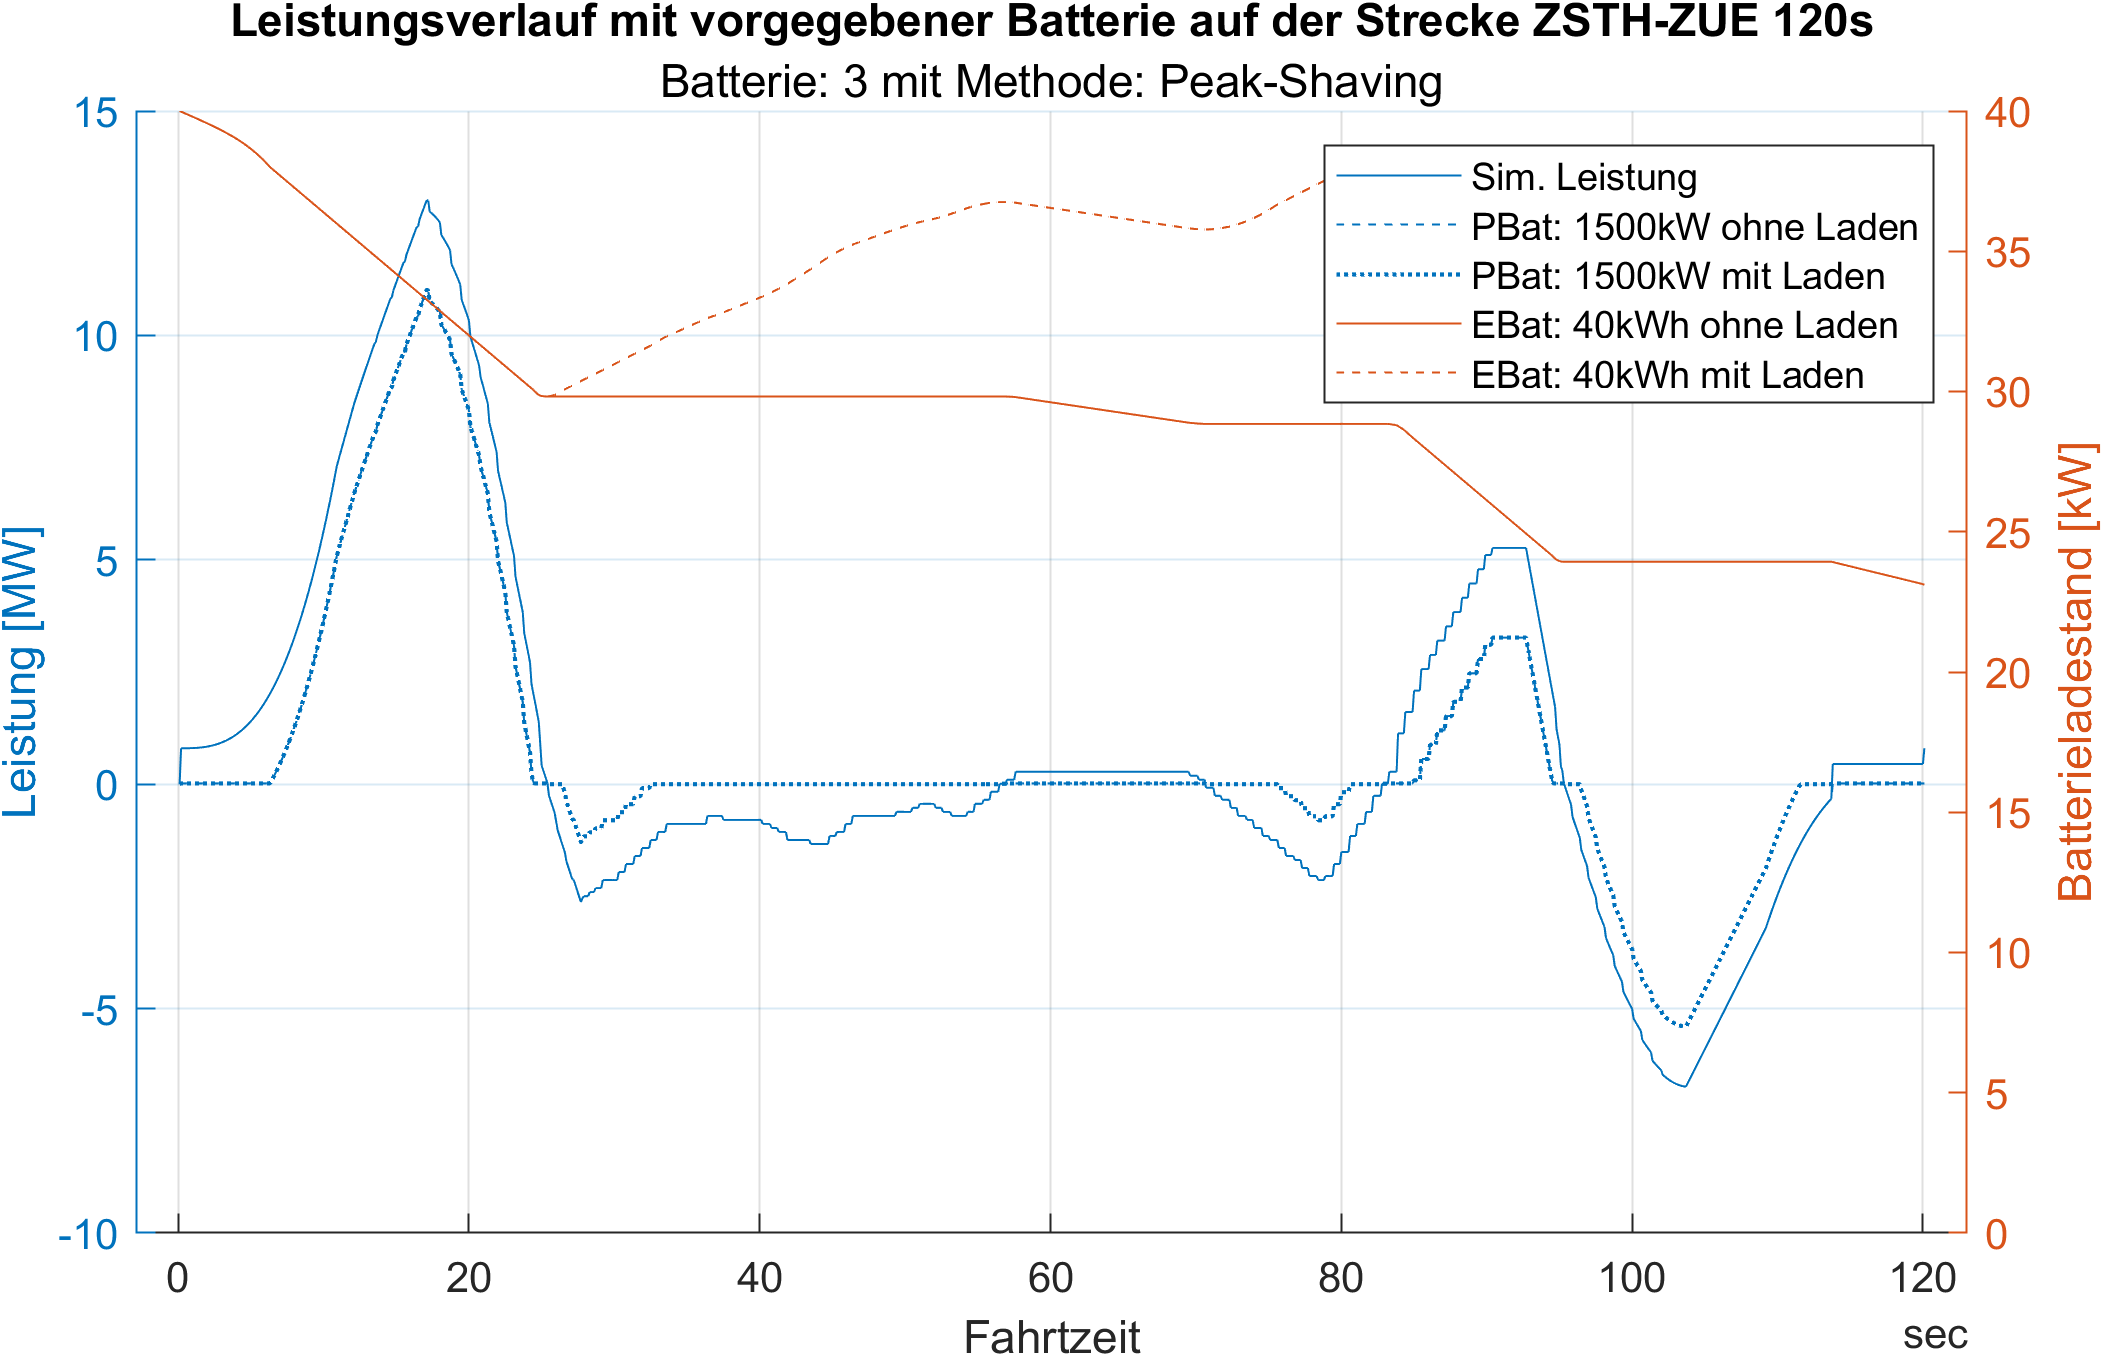 Leistungsverlauf mit vorgegebener Batterie auf der Strecke ZSTH-ZUE 120s
Batterie: 3 mit Methode: Peak-Shaving
15
10
5
0
-5
-10
Leistung [MW]
40
35
30
25
20
15
10
5
0
Batterieladestand [kW]
Sim. Leistung
PBat: 1500kW ohne Laden
PBat: 1500kW mit Laden
EBat: 40kWh ohne Laden
EBat: 40kWh mit Laden
0 20 40 60 80 100 120
Fahrtzeit
sec